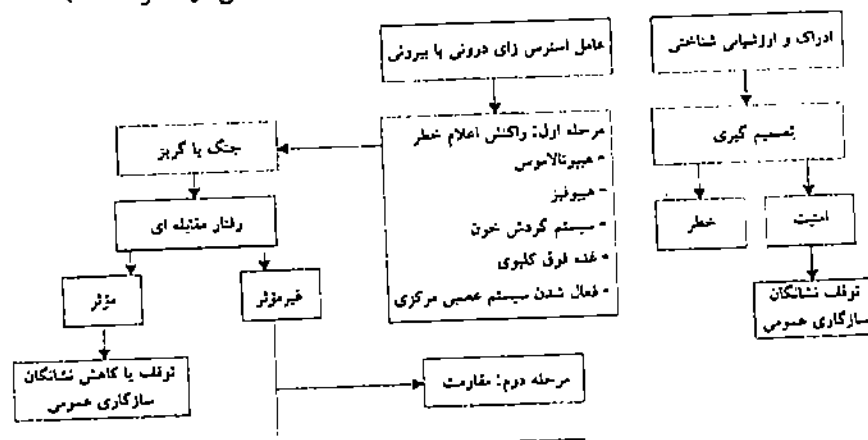 ادراک و ارزشیابی شناختی
تصمیم گیری
خطر
امنیت
توقف نشانگان
سازگاری عمومی
عامل استرس زای درونی یا بیرونی
مرحله اول: واکنش اعلام خطر
- هیپوتالاموس
- هیپوفیز
- سیستم گردش خون
- غده فوق کلیوی
- فعال شدن سیستم عصبی مرکزی
جنگ یا گریز
رفتار مقابله ای
مؤثر
غیرمؤثر
توقف یا کاهش نشانگان
سازگاری عمومی
مرحله دوم: مقاومت